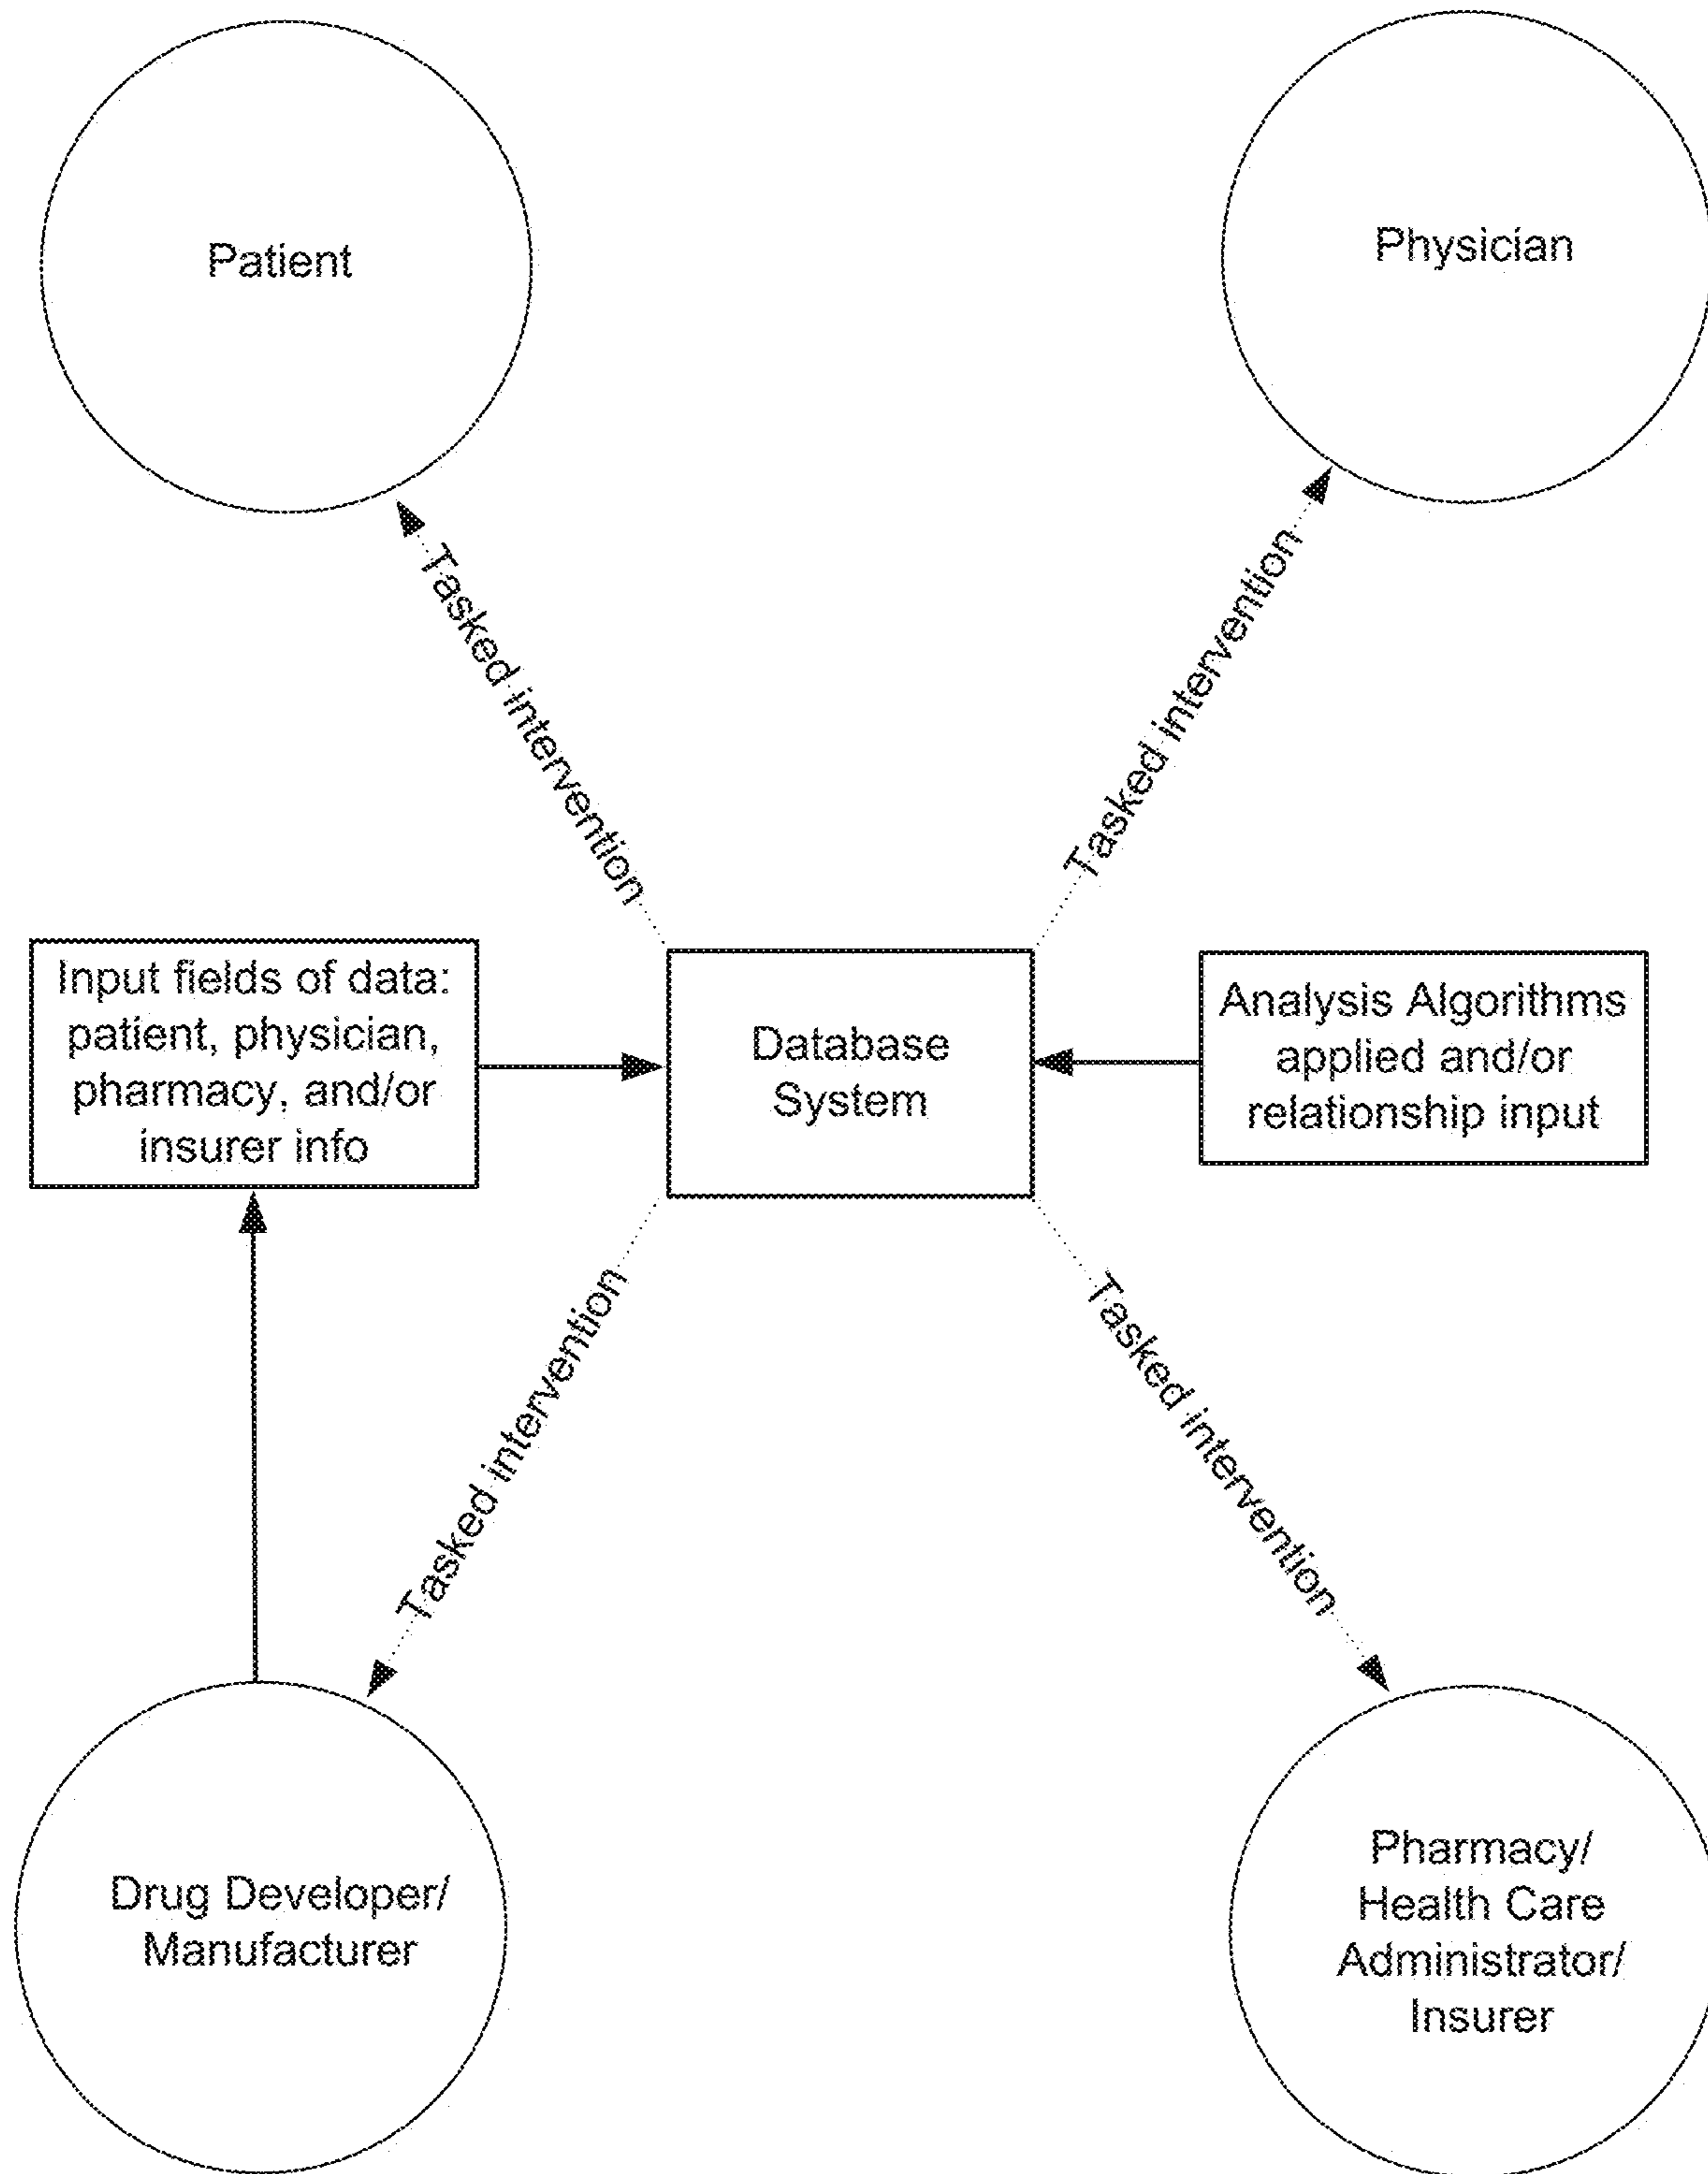 Patient
Physician
Tasked intervention
Tasked intervention
Input fields of data:
patient, physician,
pharmacy, and/or
insurer info
Database
System
Analysis Algorithms
applied and/or
relationship input
Tasked intervention
Tasked intervention
Drug Developer/
Manufacturer
Pharmacy/
Health Care
Administrator/
Insurer